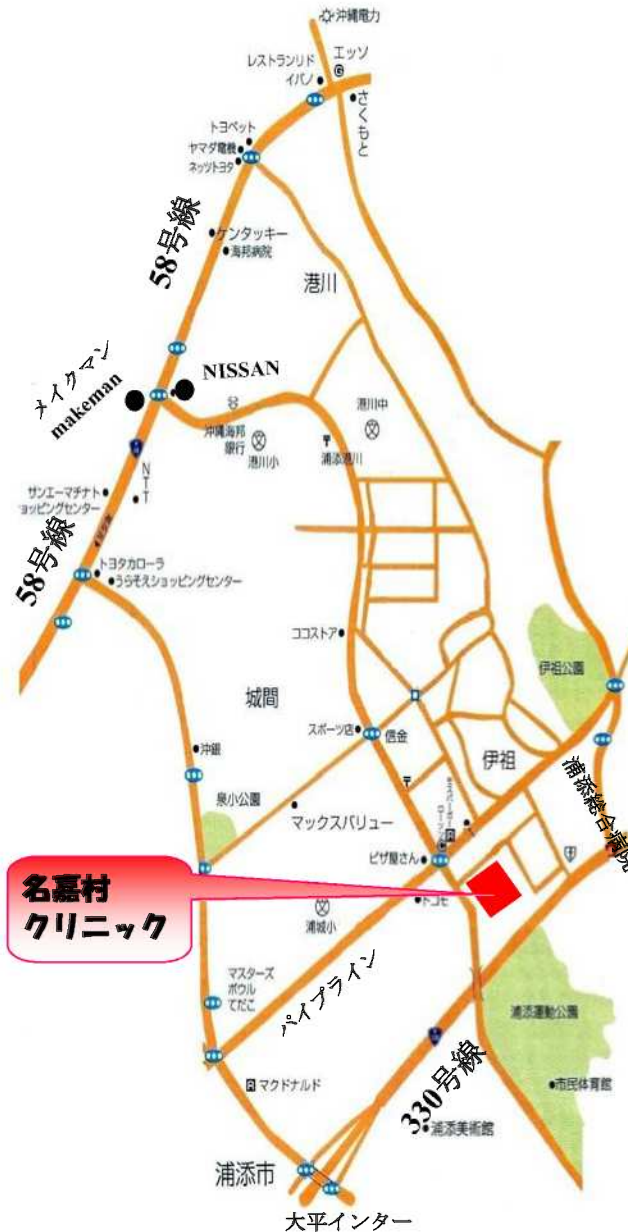 沖縄電力
エッソ
G
レストランリド
イバノ
さくもと
トヨペット
ヤマダ電機
ネッツトヨタ
58号線
ケンタッキー
海邦病院
港川
メイクマン
makeman
NISSAN
沖縄海邦
銀行
文
港川小
港川中
文
〒
浦添港川
NTT
サンエーマチナト
ョッピングセンター
58号線
トヨタカローラ
うらそえショッピングセンター
ココストア
伊祖公園
城間
スポーツ店
信金
沖銀
伊祖
〒
浦添総合病院
泉小公園
マックスバリュー
ピザ屋さん
ドコモ
名嘉村
クリニック
文
浦城小
パイプライン
マスターズ
ボウル
てだこ
浦添運動公園
マクドナルド
330号線
市民体育館
浦添美術館
浦添市
大平インター